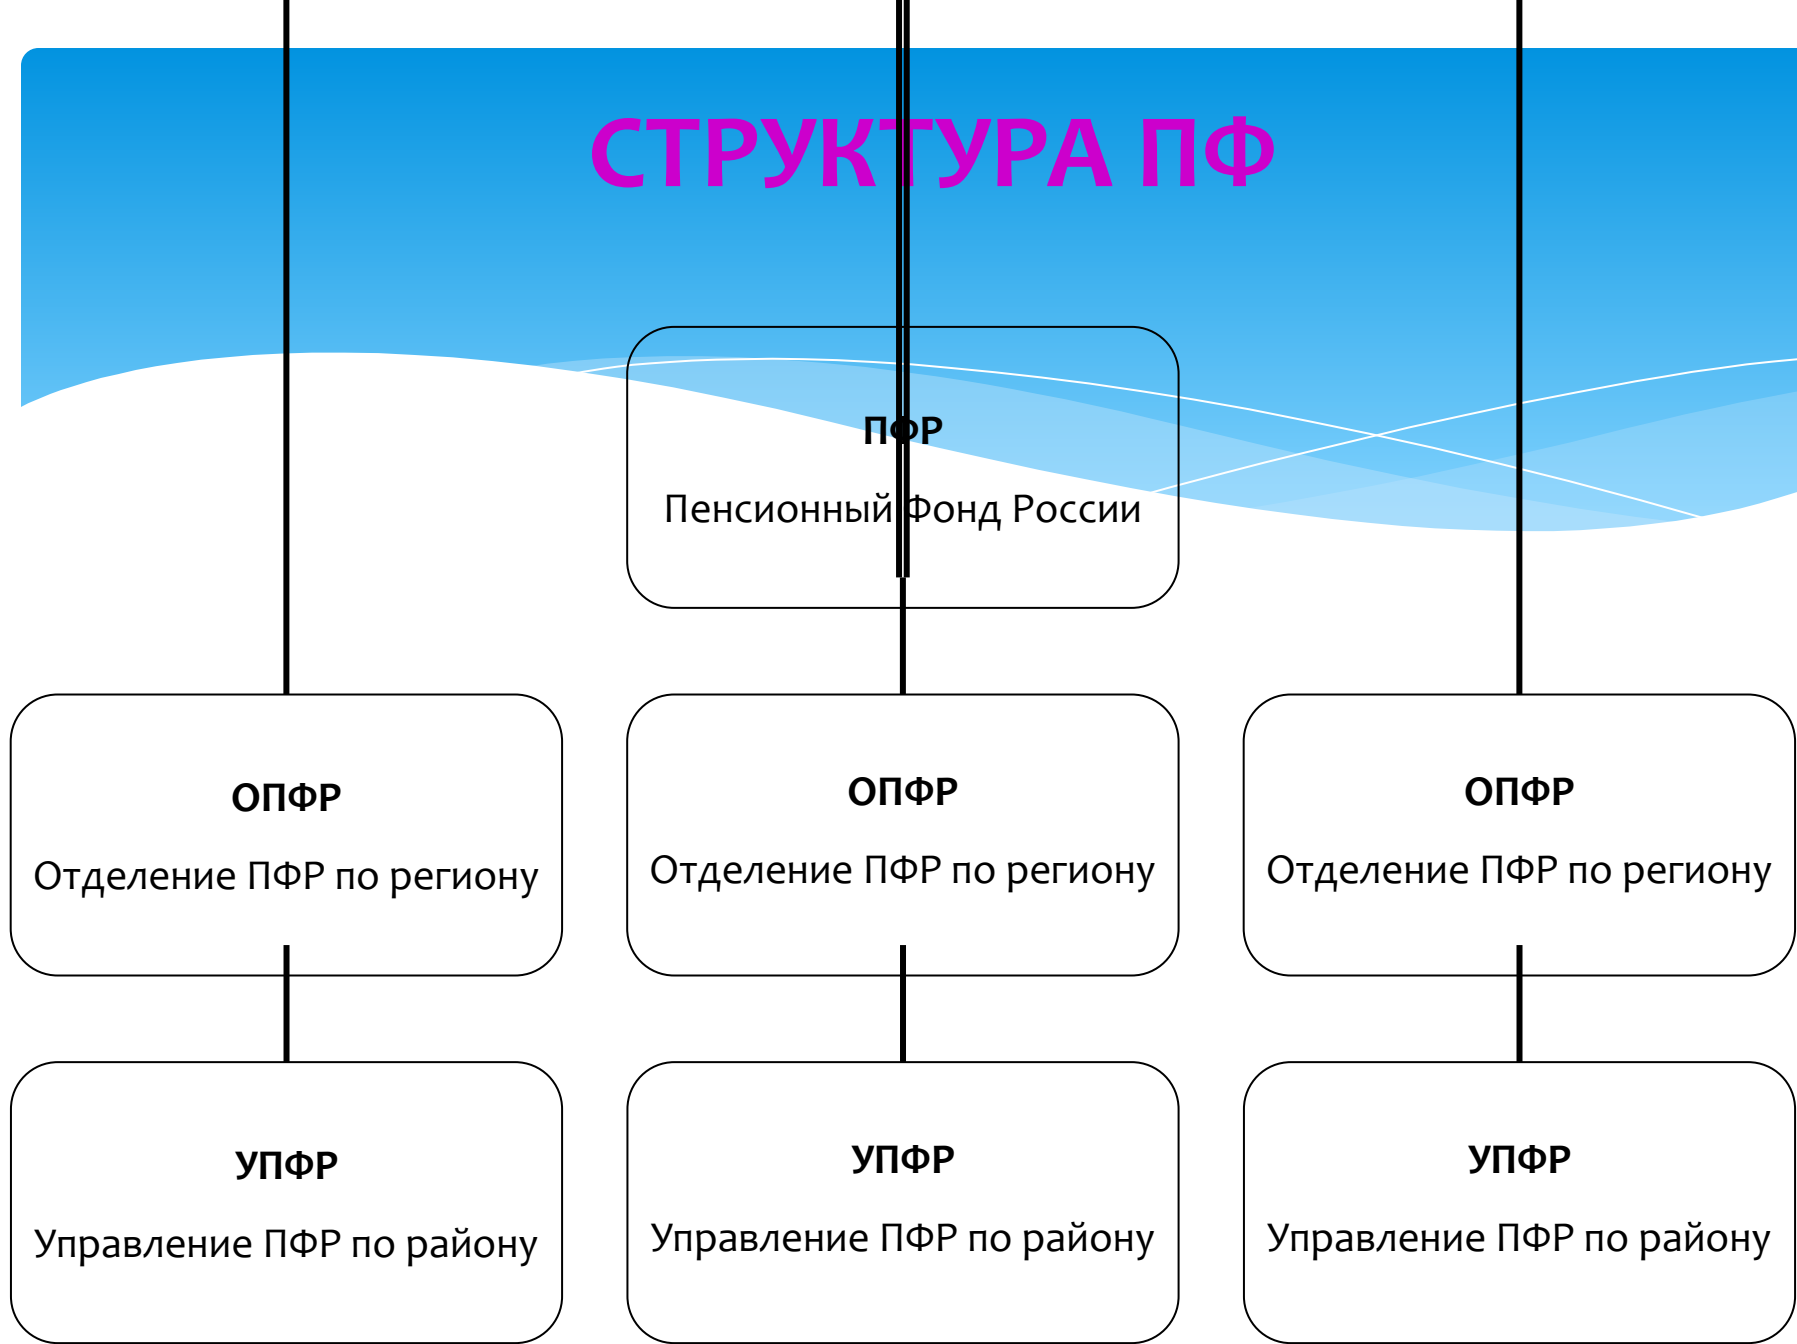 СТРУКТУРА ПФ
ПФР
Пенсионный Фонд России
ОПФР
Отделение ПФР по региону
ОПФР
Отделение ПФР по региону
ОПФР
Отделение ПФР по региону
УПФР
Управление ПФР по району
УПФР
Управление ПФР по району
УПФР
Управление ПФР по району